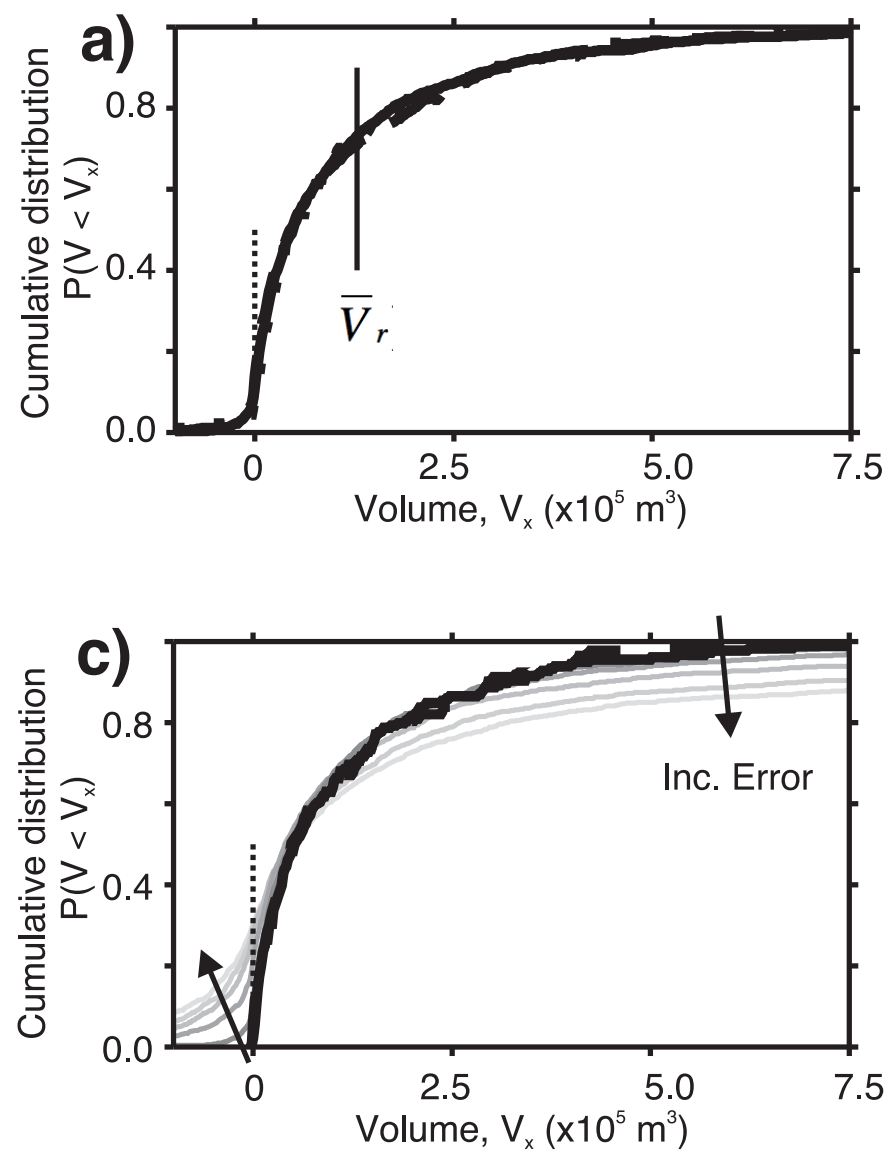 a)
Cumulative distribution
P(V < Vₓ)
0.8
0.4
0.0
V̅ r
0 2.5 5.0 7.5
Volume, Vₓ (x10⁵ m³)
c)
Cumulative distribution
P(V < Vₓ)
0.8
0.4
0.0
Inc. Error
0 2.5 5.0 7.5
Volume, Vₓ (x10⁵ m³)